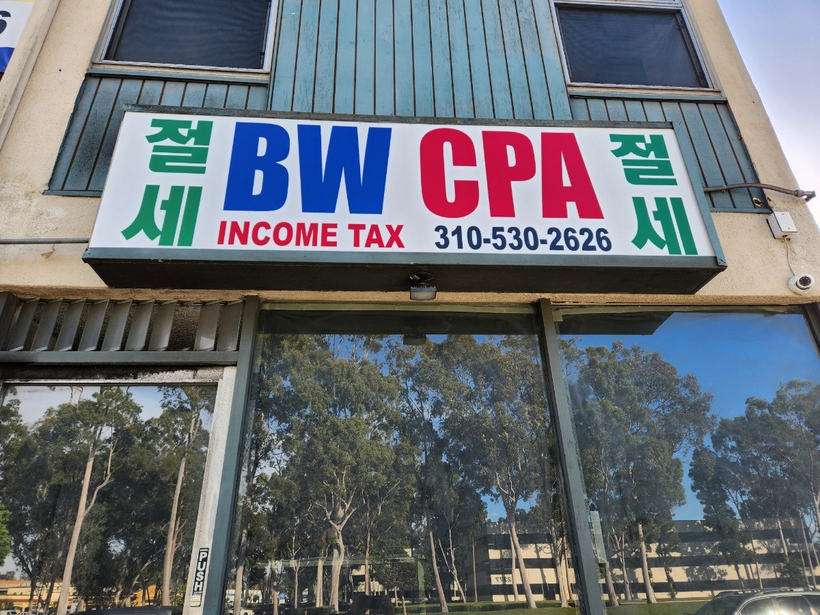 절세
BW CPA
INCOME TAX 310-530-2626
절세
PUSH